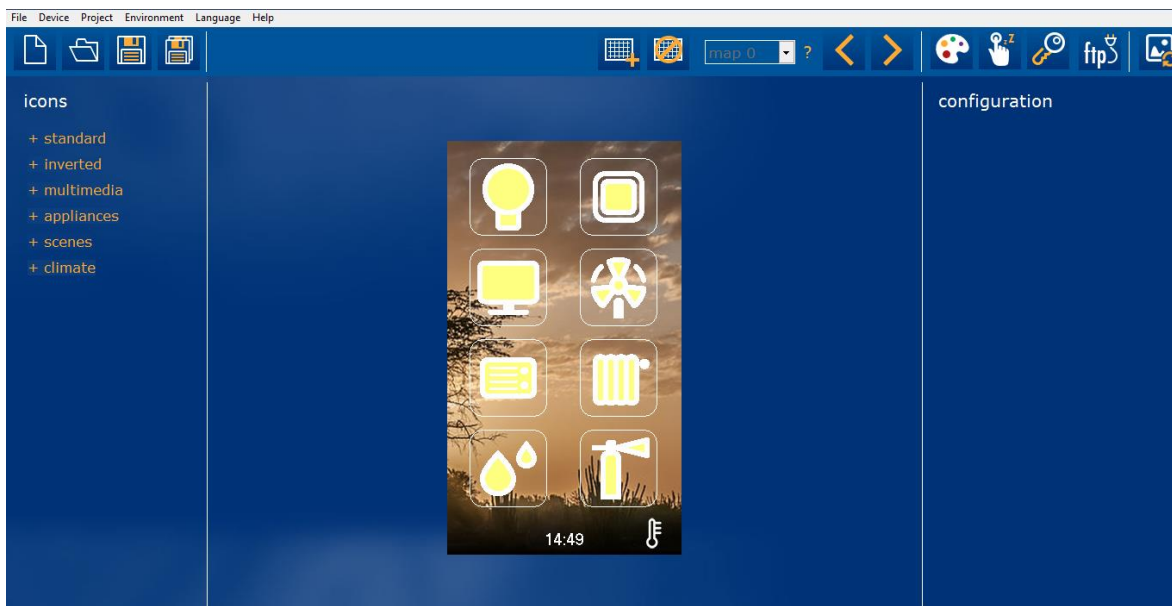 File Device Project Environment Language Help
map 0 ? ftp
icons
configuration
+ standard
+ inverted
+ multimedia
+ appliances
+ scenes
+ climate
14:49